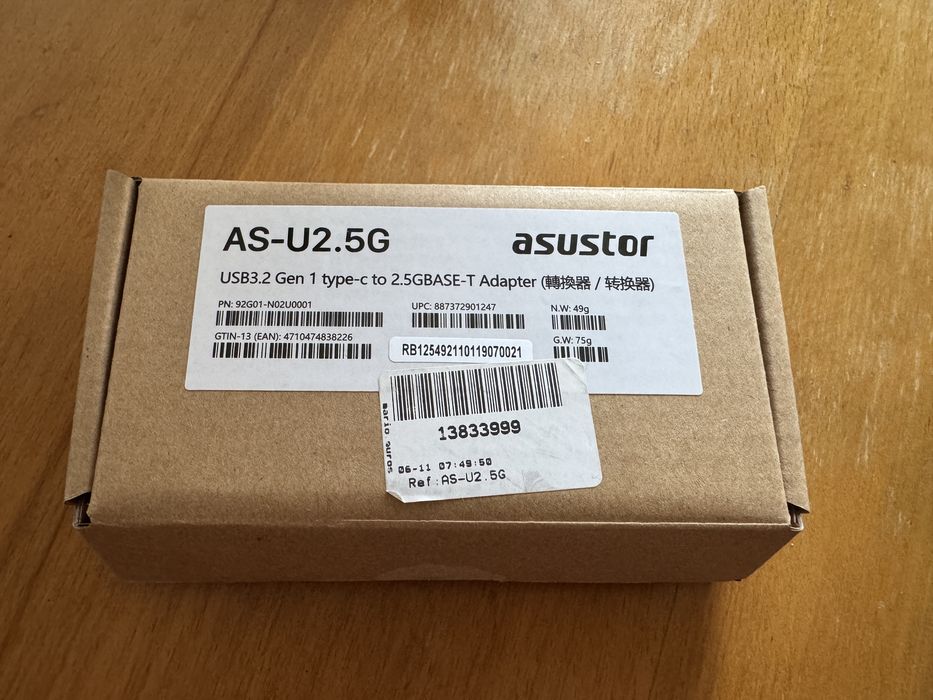 AS-U2.5G
asustor
USB3.2 Gen 1 type-c to 2.5GBASE-T Adapter (轉換器 / 转换器)
PN: 92G01-N02U0001
UPC: 887372901247
N.W: 49g
GTIN-13 (EAN): 4710474838226
G.W: 75g
RB125492110119070021
mario auros
13833999
06-11 07:49:50
Ref:AS-U2.5G